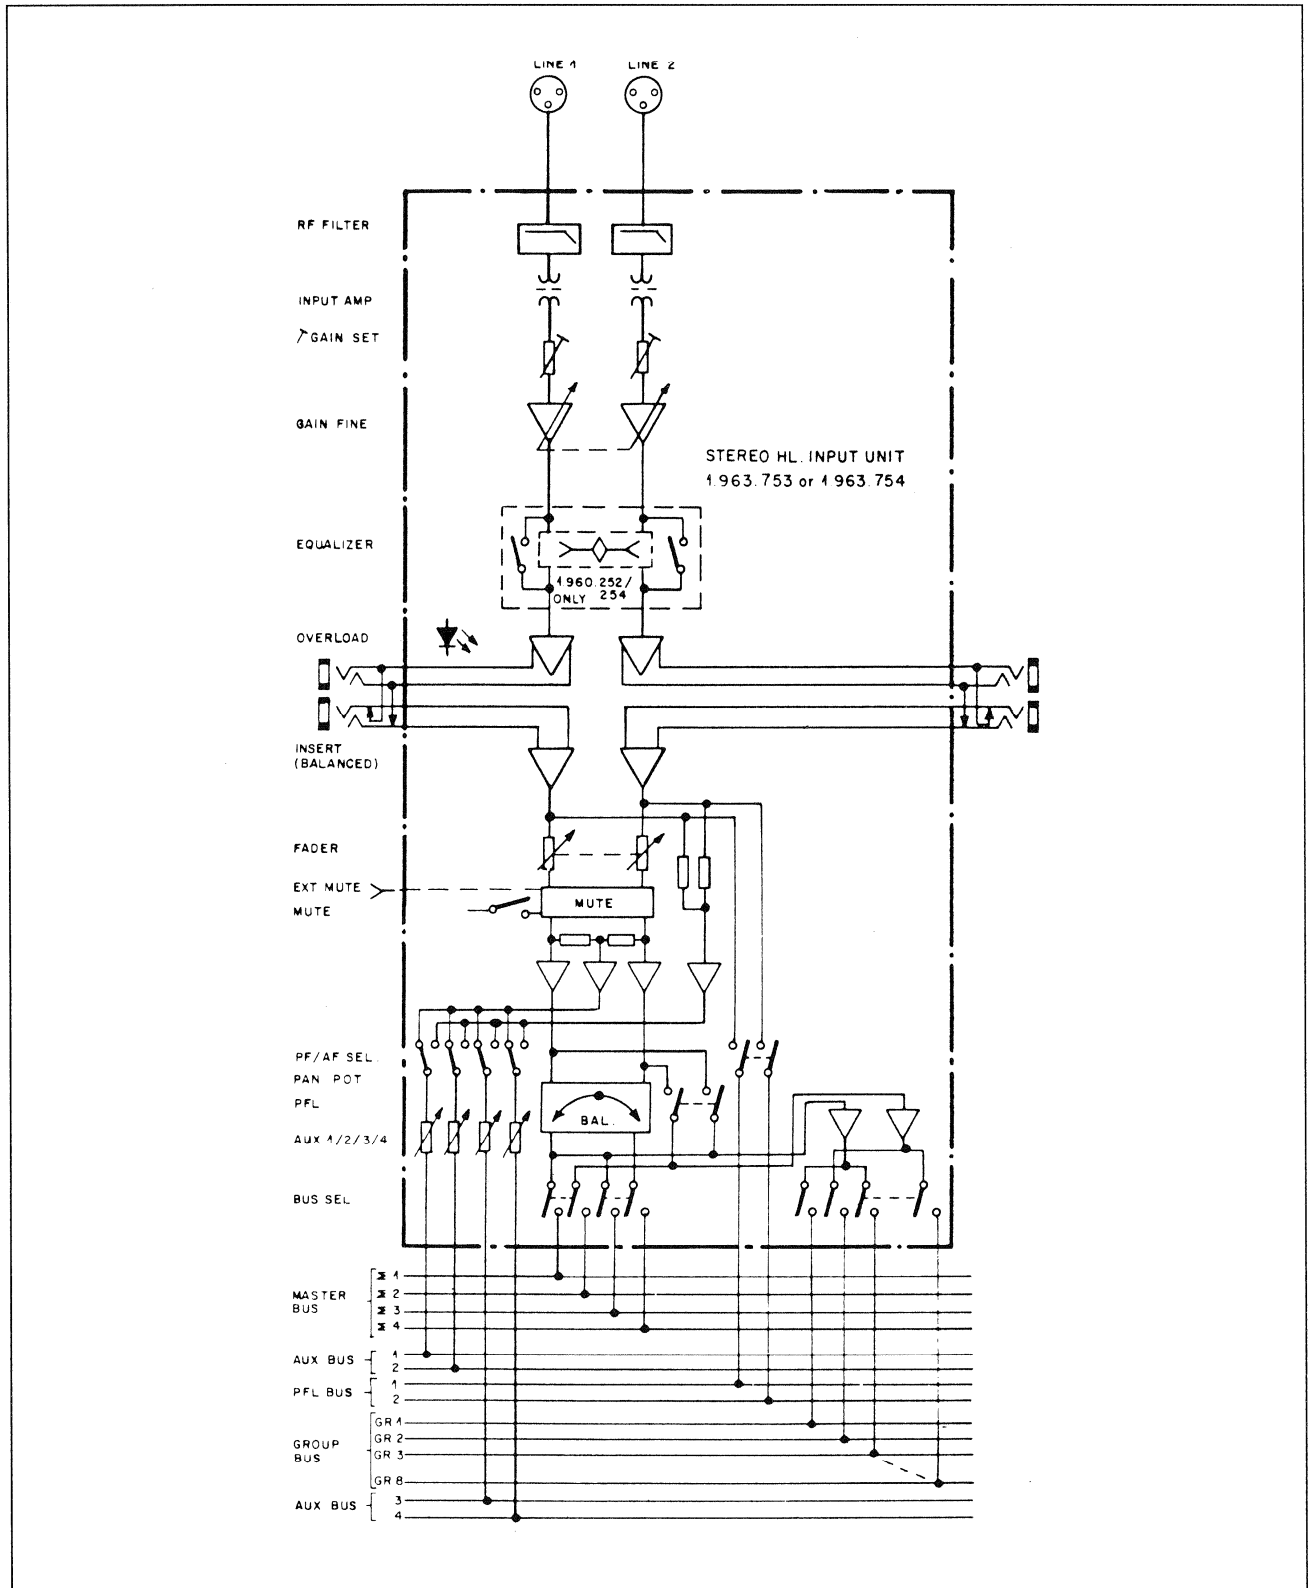 LINE 1
LINE 2
RF FILTER
INPUT AMP
GAIN SET
GAIN FINE
STEREO HL. INPUT UNIT
1.963.753 or 1 963.754
EQUALIZER
1.960.252/
ONLY 254
OVERLOAD
INSERT
(BALANCED)
FADER
EXT MUTE
MUTE
MUTE
PF/AF SEL.
PAN POT
PFL
BAL.
AUX 1/2/3/4
BUS SEL
MASTER
BUS
Σ 1
Σ 2
Σ 3
Σ 4
AUX BUS
1
2
PFL BUS
1
2
GROUP
BUS
GR 1
GR 2
GR 3
GR 8
AUX BUS
3
4